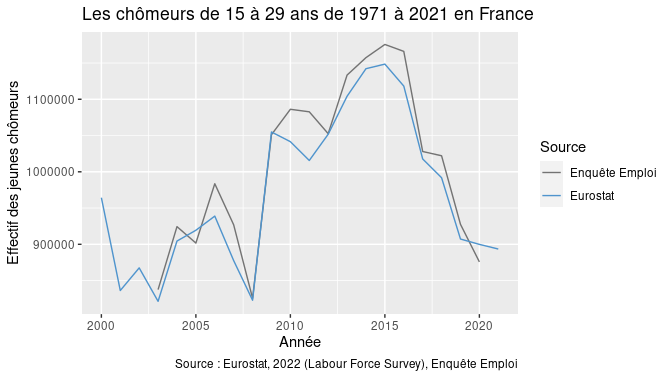 Les chômeurs de 15 à 29 ans de 1971 à 2021 en France
Effectif des jeunes chômeurs
1100000
1000000
900000
2000
2005
2010
2015
2020
Année
Source
Enquête Emploi
Eurostat
Source : Eurostat, 2022 (Labour Force Survey), Enquête Emploi